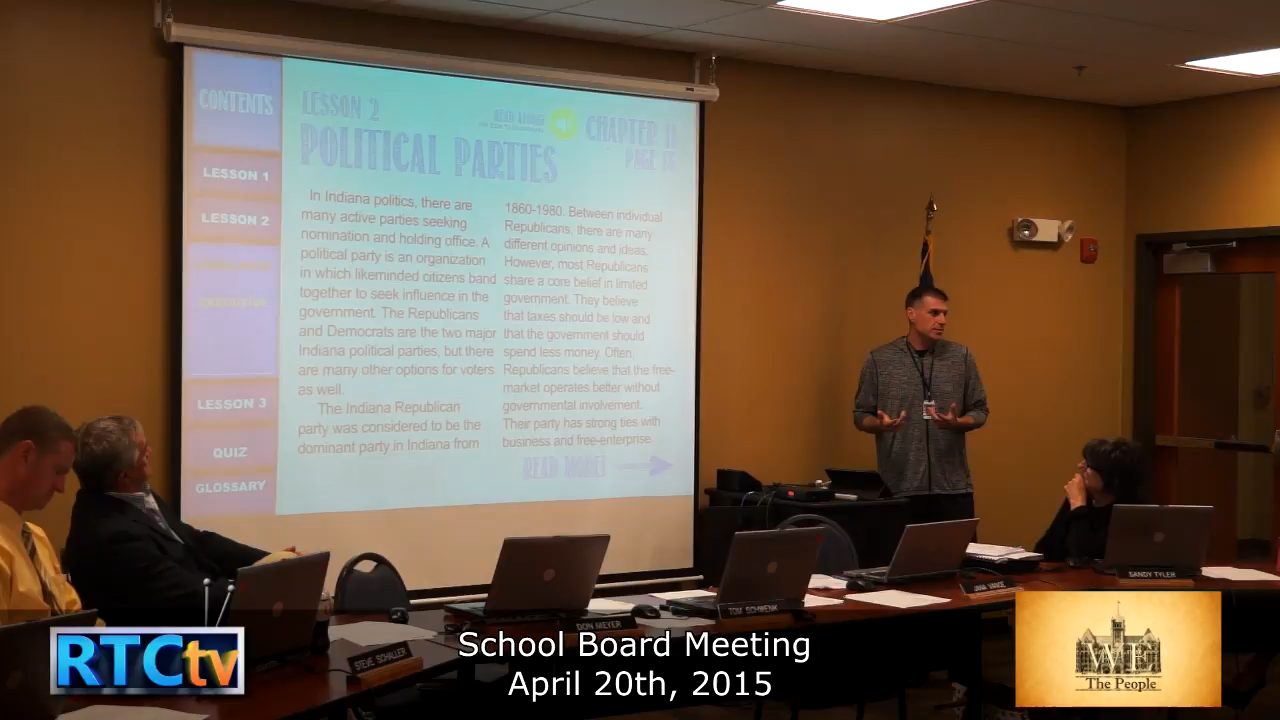 CONTENTS
LESSON 1
LESSON 2
LESSON 3
QUIZ
GLOSSARY
LESSON 2
POLITICAL PARTIES
READ ALONG
CHAPTER 11
PAGE
In Indiana politics, there are
many active parties seeking
nomination and holding office. A
political party is an organization
in which likeminded citizens band
together to seek influence in the
government. The Republicans
and Democrats are the two major
Indiana political parties, but there
are many other options for voters
as well.
The Indiana Republican
party was considered to be the
dominant party in Indiana from
1860-1980. Between individual
Republicans, there are many
different opinions and ideas.
However, most Republicans
share a core belief in limited
government. They believe
that taxes should be low and
that the government should
spend less money. Often,
Republicans believe that the free-
market operates better without
governmental involvement.
Their party has strong ties with
business and free-enterprise.
READ MORE!
STEVE SCHALLER
DON MEYER
TOM SCHWENK
JANA VANCE
SANDY TYLER
RTCtv
School Board Meeting
April 20th, 2015
WE
The People